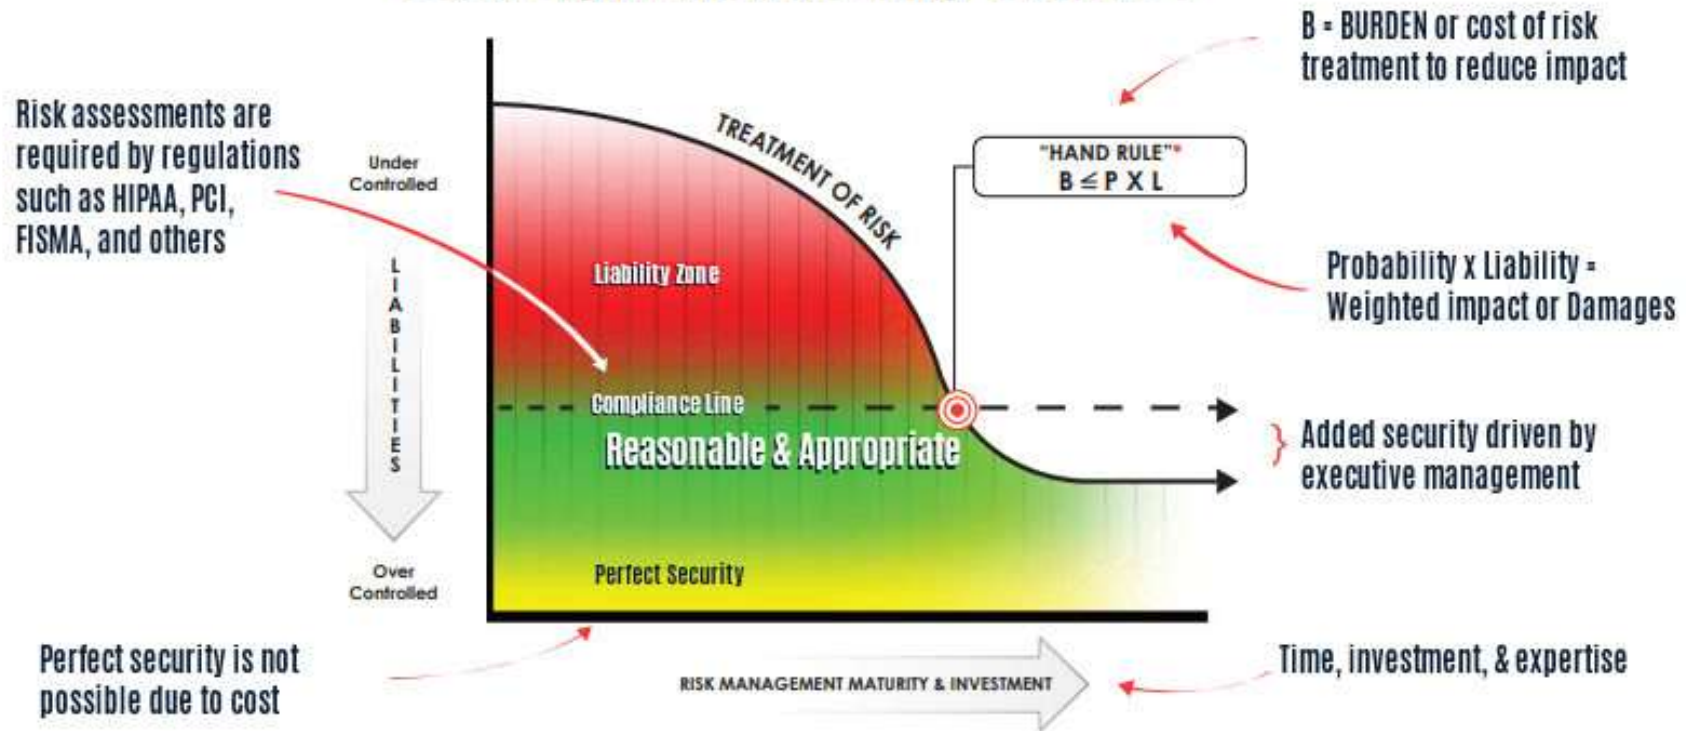 B = BURDEN or cost of risk
treatment to reduce impact
Risk assessments are
required by regulations
such as HIPAA, PCI,
FISMA, and others
Under
Controlled
TREATMENT OF RISK
"HAND RULE"*
B ≤ P X L
LIABILITIES
Liability Zone
Probability x Liability =
Weighted impact or Damages
Compliance Line
Reasonable & Appropriate
Added security driven by
executive management
Over
Controlled
Perfect Security
Perfect security is not
possible due to cost
RISK MANAGEMENT MATURITY & INVESTMENT
Time, investment, & expertise